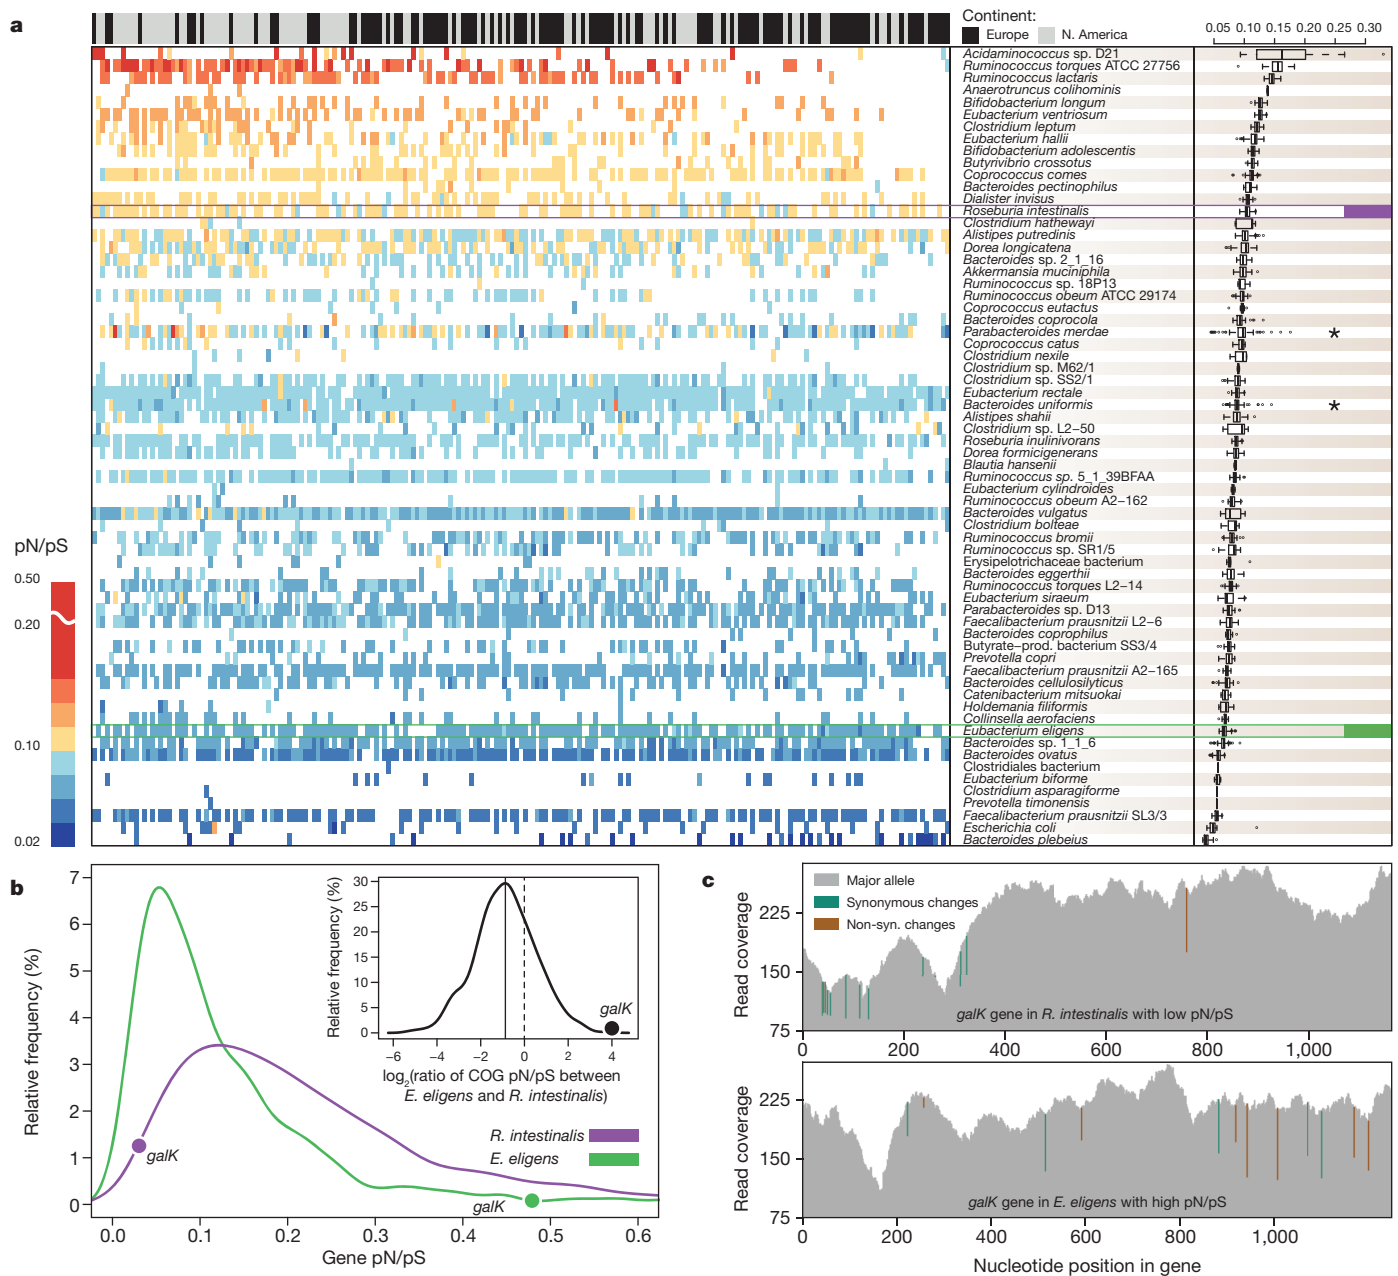 a
Continent:
Europe N. America
0.05 0.10 0.15 0.20 0.30
Acidaminococcus sp. D21
Ruminococcus torques ATCC 27756
Ruminococcus lactaris
Anaerotruncus colihominis
Bifidobacterium longum
Eubacterium ventriosum
Clostridium leptum
Eubacterium hallii
Bifidobacterium adolescentis
Butyrivibrio crossotus
Coprococcus comes
Bacteroides pectinophilus
Dialister invisus
Roseburia intestinalis
Clostridium hathewayi
Alistipes putredinis
Dorea longicatena
Bacteroides sp. 2_1_16
Akkermansia muciniphila
Ruminococcus sp. 18P13
Ruminococcus obeum ATCC 29174
Coprococcus eutactus
Bacteroides coprocola
Parabacteroides merdae *
Coprococcus catus
Clostridium nexile
Clostridium sp. M62/1
Clostridium sp. SS2/1
Eubacterium rectale
Bacteroides uniformis *
Alistipes shahii
Clostridium sp. L2−50
Roseburia inulinivorans
Dorea formicigenerans
Blautia hansenii
Ruminococcus sp. 5_1_39BFAA
Eubacterium cylindroides
Ruminococcus obeum A2−162
Bacteroides vulgatus
Clostridium bolteae
Ruminococcus bromii
Ruminococcus sp. SR1/5
Erysipelotrichaceae bacterium
Bacteroides eggerthii
Ruminococcus torques L2−14
Eubacterium siraeum
Parabacteroides sp. D13
Faecalibacterium prausnitzii L2−6
Bacteroides coprophilus
Butyrate−prod. bacterium SS3/4
Prevotella copri
Faecalibacterium prausnitzii A2−165
Bacteroides cellulosilyticus
Catenibacterium mitsuokai
Holdemania filiformis
Collinsella aerofaciens
Eubacterium eligens
Bacteroides sp. 1_1_6
Bacteroides ovatus
Clostridiales bacterium
Eubacterium biforme
Clostridium asparagiforme
Prevotella timonensis
Faecalibacterium prausnitzii SL3/3
Escherichia coli
Bacteroides plebeius
pN/pS
0.50
0.20
0.10
0.02
b
Relative frequency (%)
7
6
5
4
3
2
1
0
0.0 0.1 0.2 0.3 0.4 0.5 0.6
Gene pN/pS
galK
galK
R. intestinalis
E. eligens
Relative frequency (%)
30
25
20
15
10
5
0
galK
−6 −4 −2 0 2 4
log2(ratio of COG pN/pS between
E. eligens and R. intestinalis)
c
Read coverage
225
150
75
Major allele
Synonymous changes
Non-syn. changes
galK gene in R. intestinalis with low pN/pS
0 200 400 600 800 1,000
Read coverage
225
150
75
galK gene in E. eligens with high pN/pS
0 200 400 600 800 1,000
Nucleotide position in gene